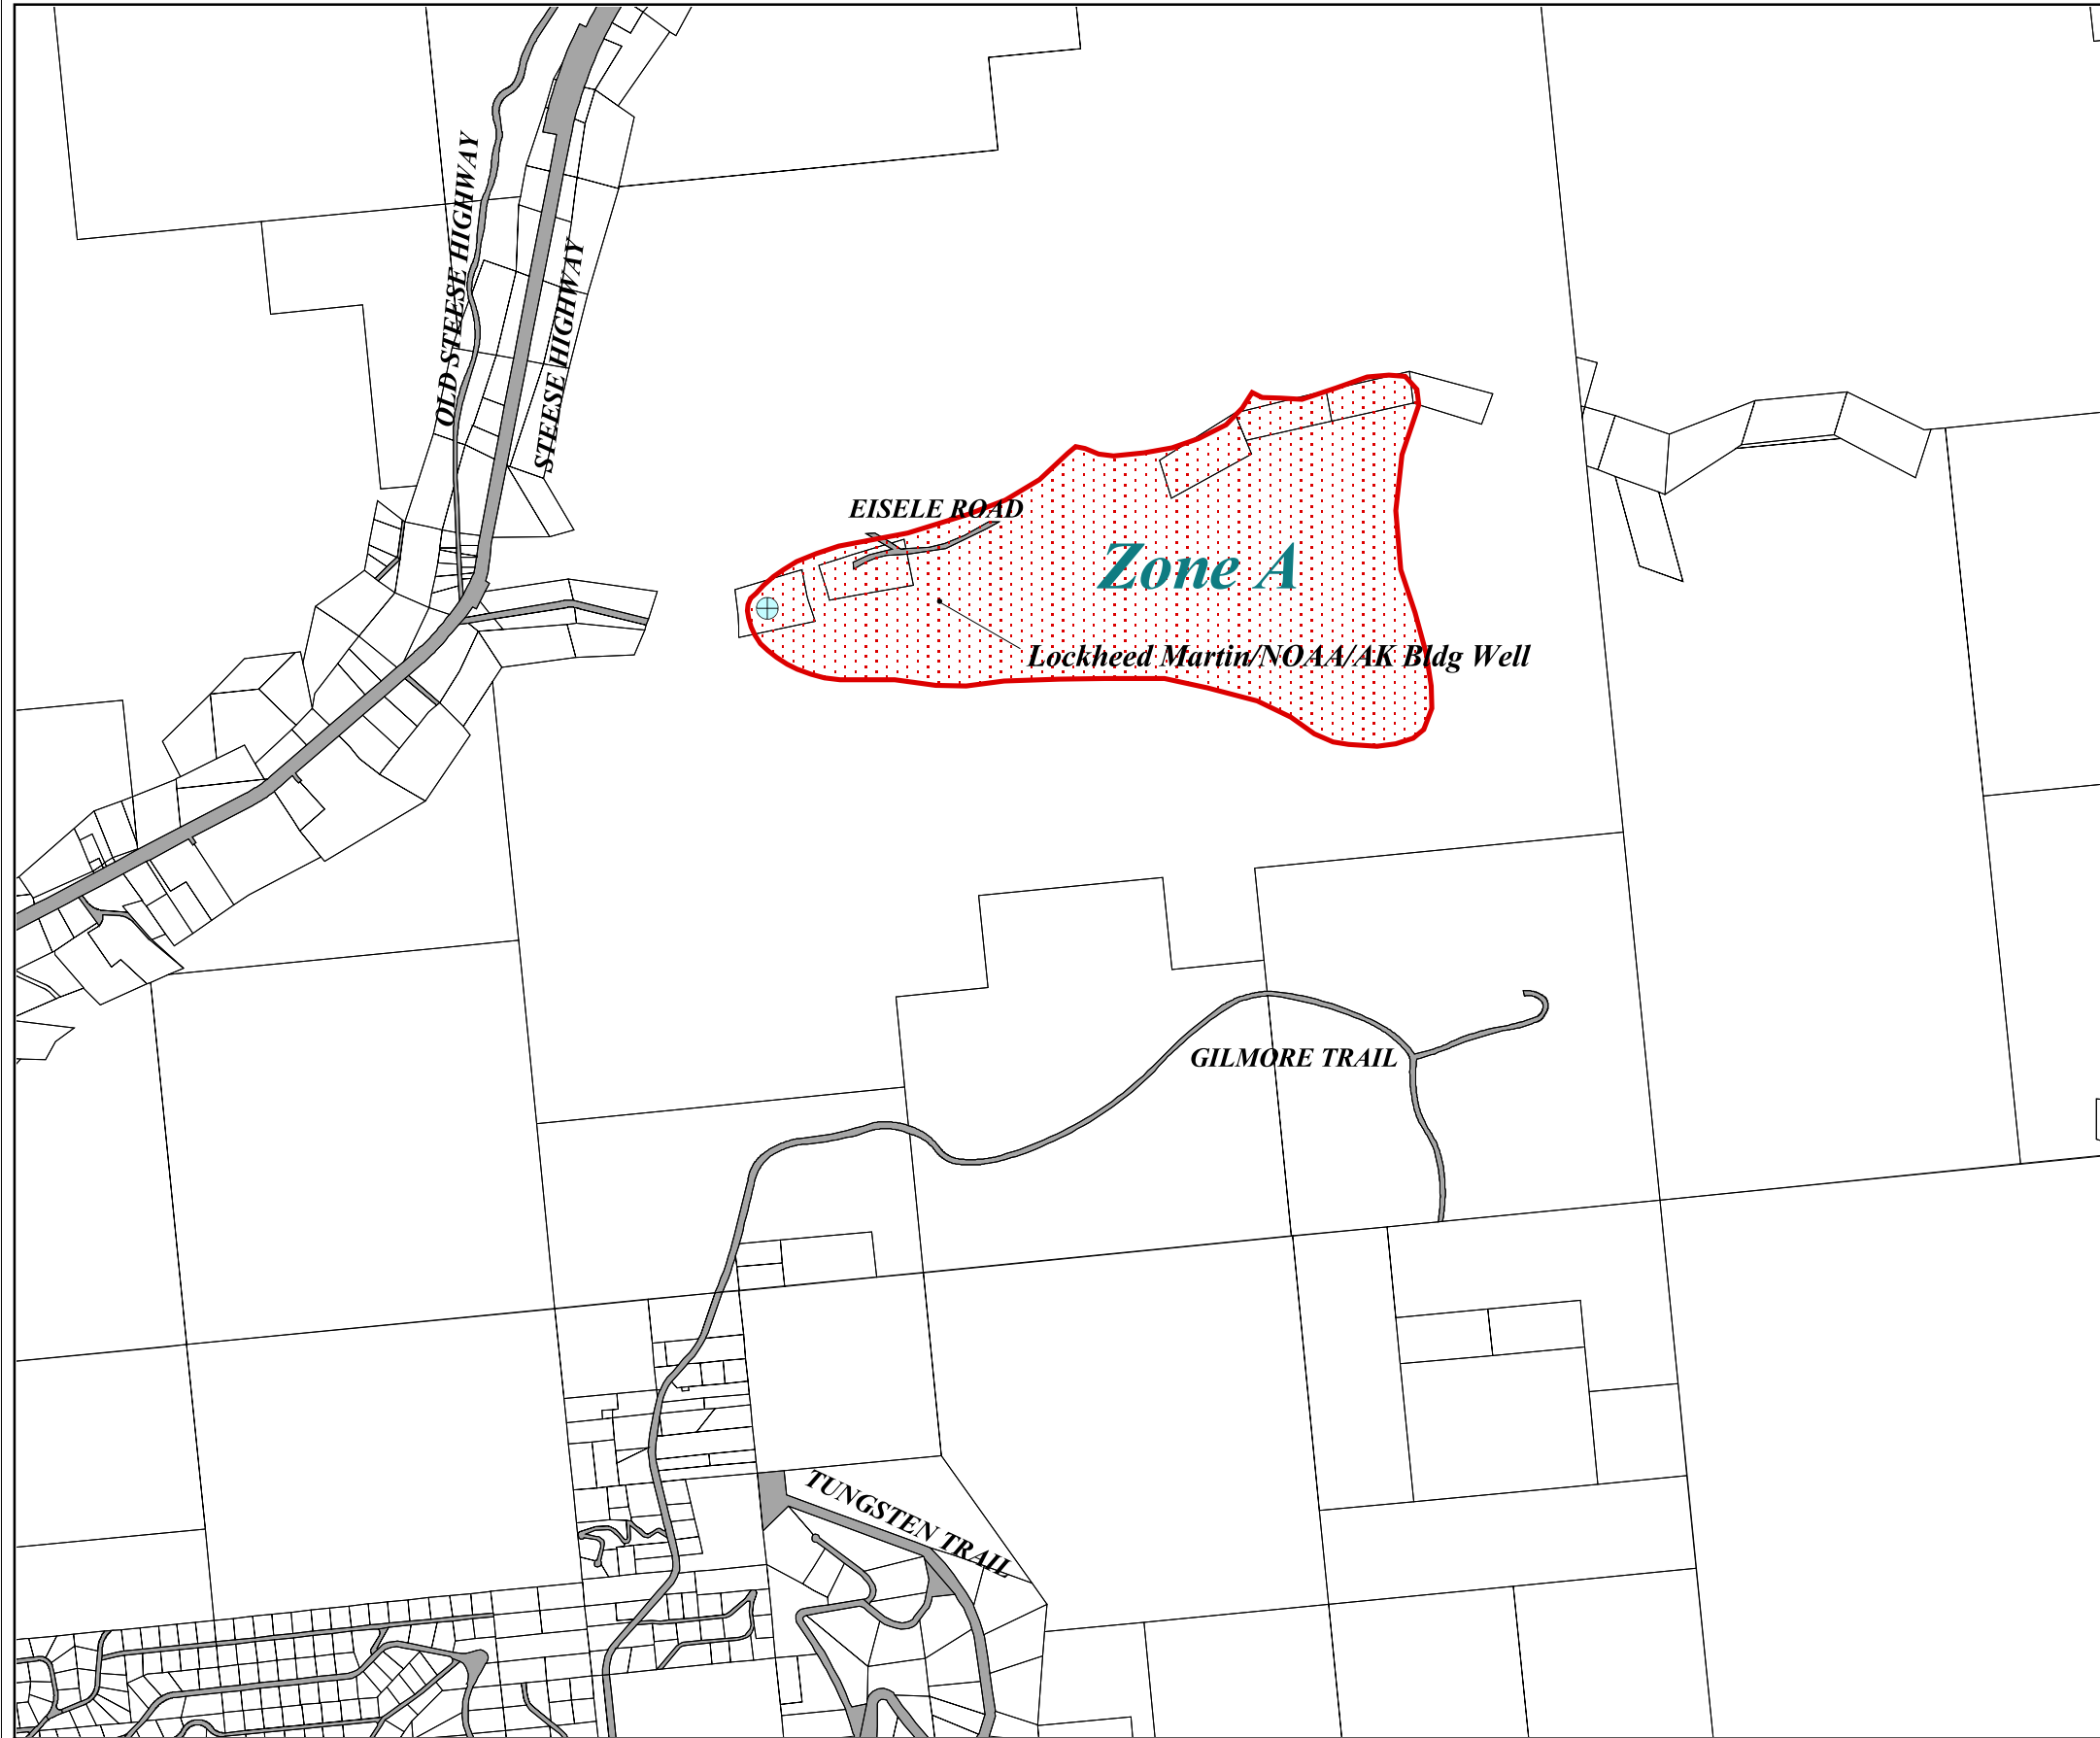 OLD STEESE HIGHWAY
STEESE HIGHWAY
EISELE ROAD
Zone A
Lockheed Martin/NOAA/AK Bldg Well
GILMORE TRAIL
TUNGSTEN TRAIL